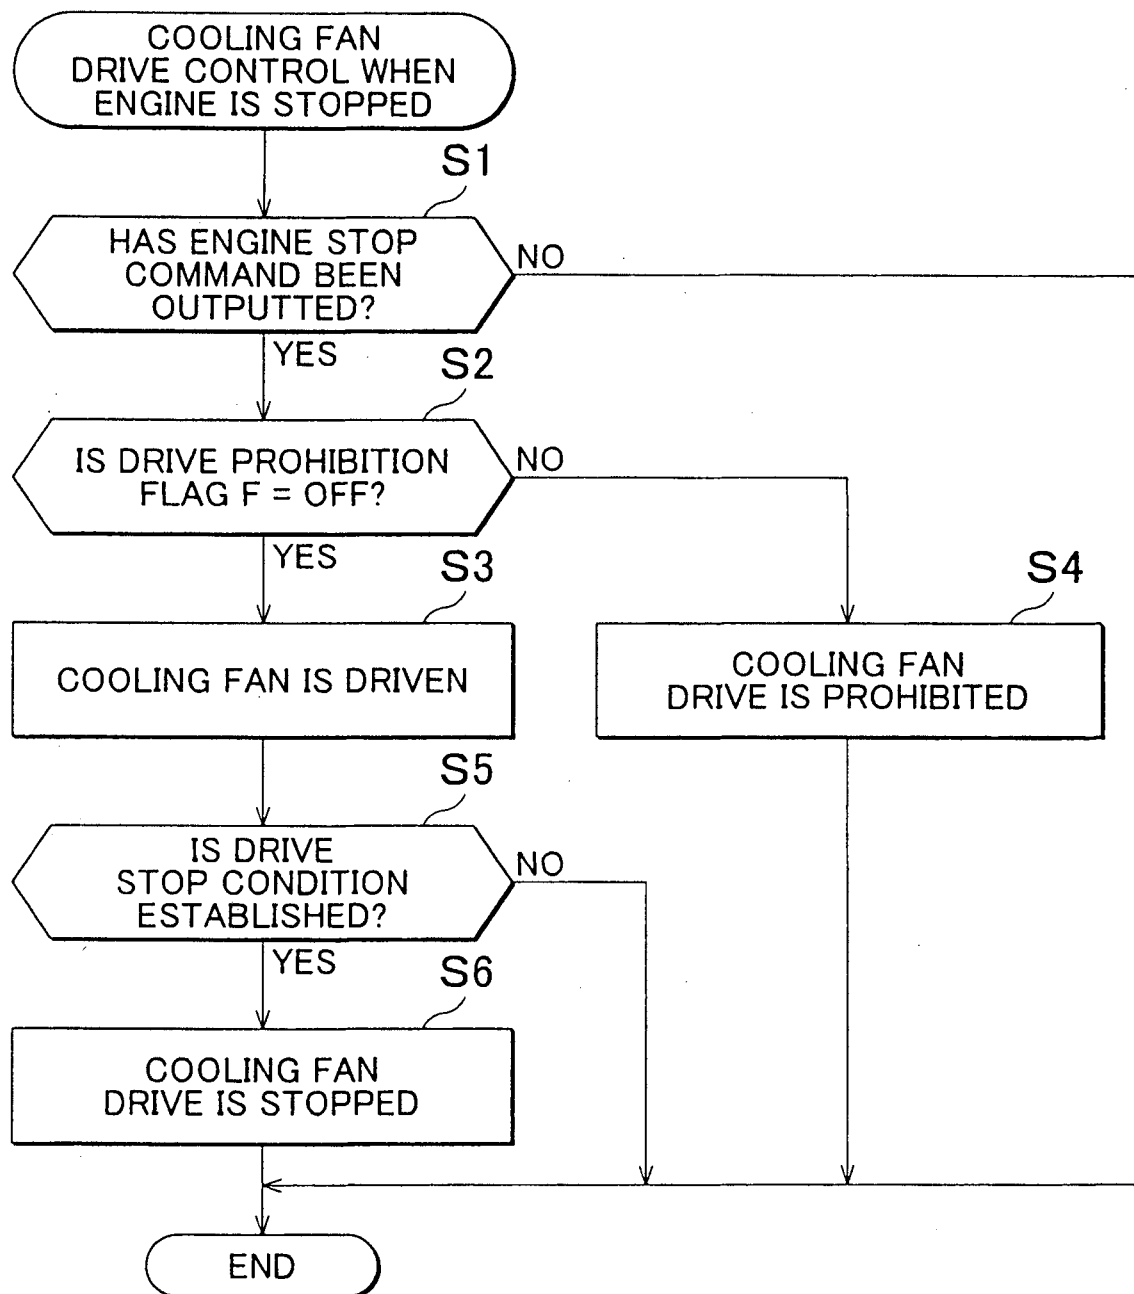 COOLING FAN
DRIVE CONTROL WHEN
ENGINE IS STOPPED
S1
HAS ENGINE STOP
COMMAND BEEN
OUTPUTTED?
NO
YES
S2
IS DRIVE PROHIBITION
FLAG F = OFF?
NO
YES
S3
COOLING FAN IS DRIVEN
S4
COOLING FAN
DRIVE IS PROHIBITED
S5
IS DRIVE
STOP CONDITION
ESTABLISHED?
NO
YES
S6
COOLING FAN
DRIVE IS STOPPED
END